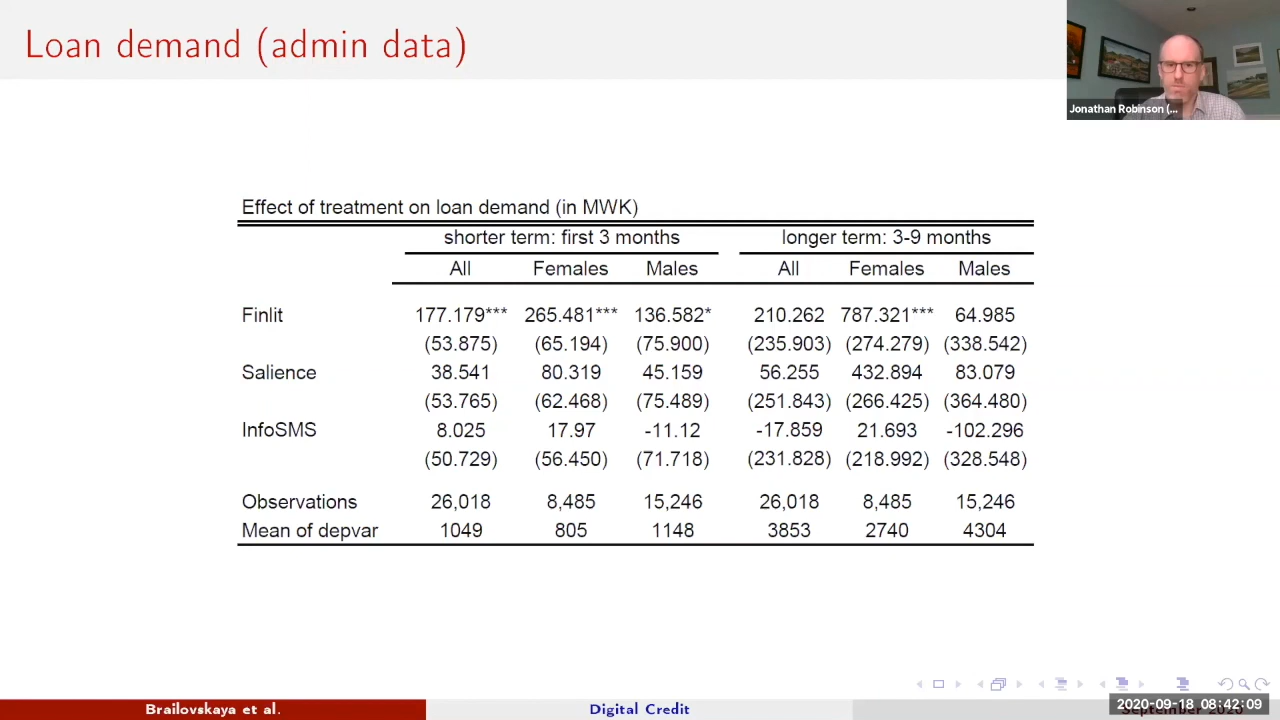 Loan demand (admin data)
Jonathan Robinson (...
Effect of treatment on loan demand (in MWK)
shorter term: first 3 months longer term: 3-9 months
All Females Males All Females Males
Finlit 177.179*** 265.481*** 136.582* 210.262 787.321*** 64.985
(53.875) (65.194) (75.900) (235.903) (274.279) (338.542)
Salience 38.541 80.319 45.159 56.255 432.894 83.079
(53.765) (62.468) (75.489) (251.843) (266.425) (364.480)
InfoSMS 8.025 17.97 -11.12 -17.859 21.693 -102.296
(50.729) (56.450) (71.718) (231.828) (218.992) (328.548)
Observations 26,018 8,485 15,246 26,018 8,485 15,246
Mean of depvar 1049 805 1148 3853 2740 4304
Brailovskaya et al. Digital Credit September 2020
2020-09-18 08:42:09